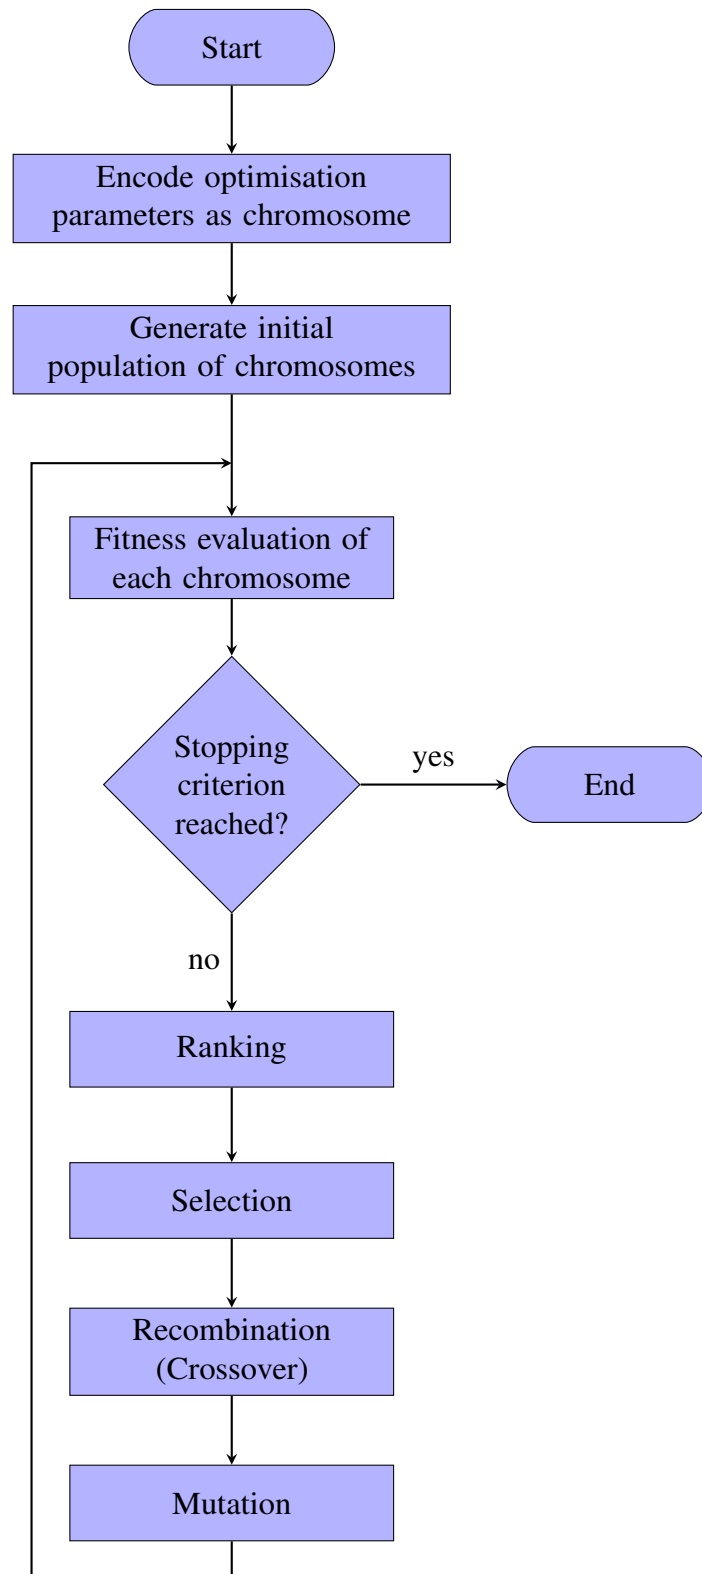 Start
Encode optimisation
parameters as chromosome
Generate initial
population of chromosomes
Fitness evaluation of
each chromosome
Stopping
criterion
reached?
yes
End
no
Ranking
Selection
Recombination
(Crossover)
Mutation